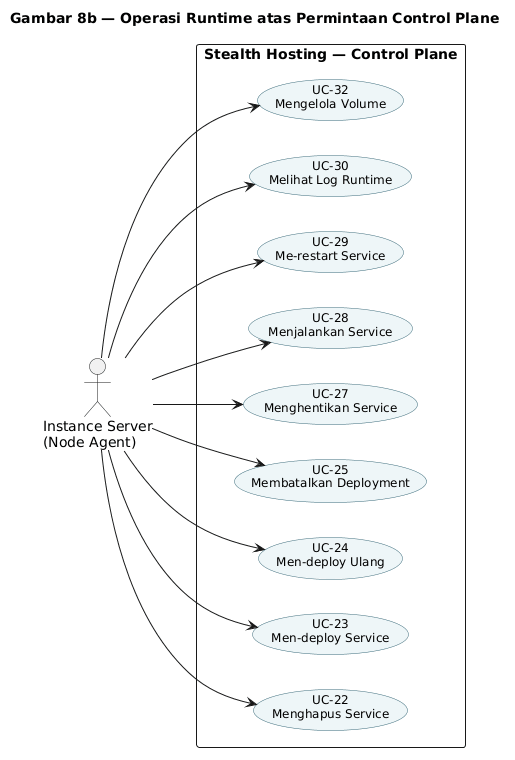 Gambar 8b — Operasi Runtime atas Permintaan Control Plane
Stealth Hosting — Control Plane
UC-32
Mengelola Volume
UC-30
Melihat Log Runtime
UC-29
Me-restart Service
UC-28
Menjalankan Service
UC-27
Menghentikan Service
Instance Server
(Node Agent)
UC-25
Membatalkan Deployment
UC-24
Men-deploy Ulang
UC-23
Men-deploy Service
UC-22
Menghapus Service